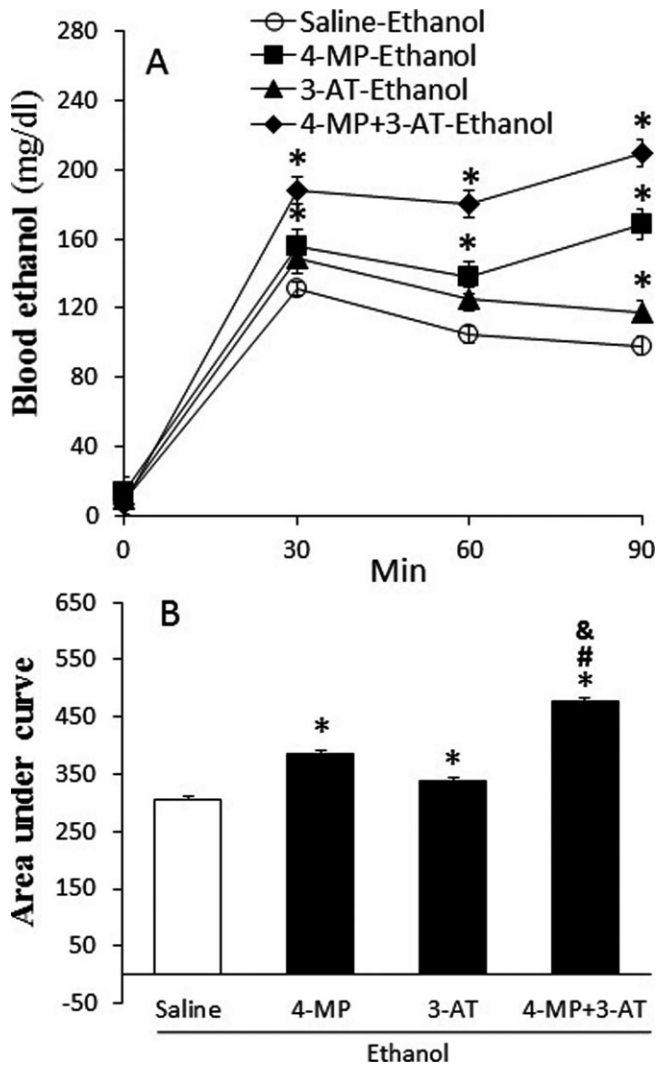 A
Saline-Ethanol
4-MP-Ethanol
3-AT-Ethanol
4-MP+3-AT-Ethanol
Blood ethanol (mg/dl)
280
240
200
160
120
80
40
0
* * *
* * *
*
0 30 60 90
Min
B
Area under curve
650
550
450
350
250
150
50
-50
&
#
*
* *
Saline 4-MP 3-AT 4-MP+3-AT
Ethanol